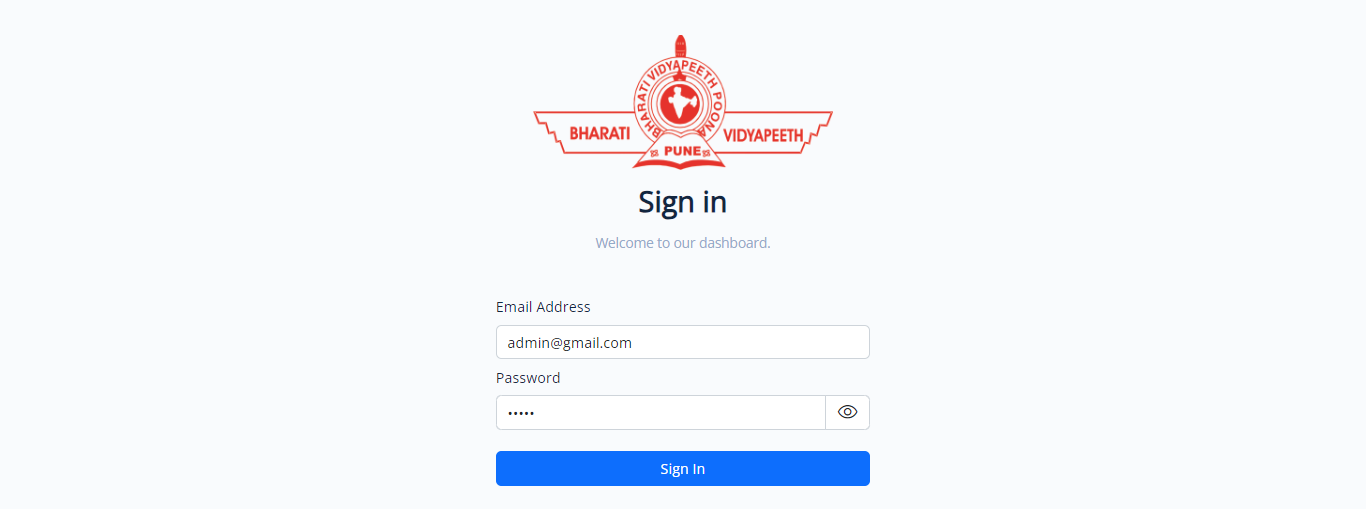 BHARATI VIDYAPEETH POONA
BHARATI VIDYAPEETH
PUNE
Sign in
Welcome to our dashboard.
Email Address
admin@gmail.com
Password
•••••
Sign In